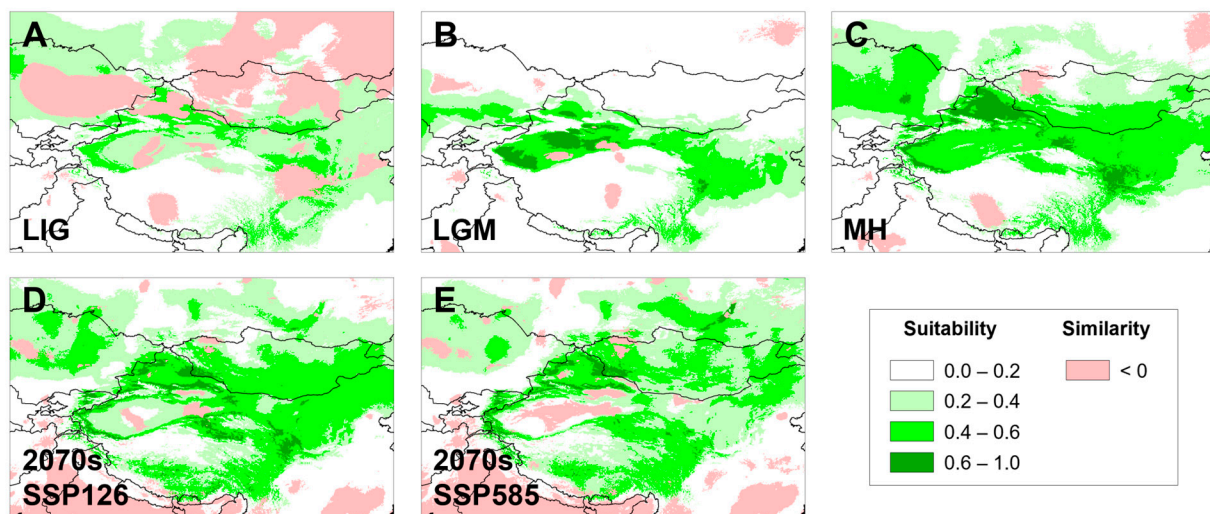 A
LIG
B
LGM
C
MH
D
2070s
SSP126
E
2070s
SSP585
Suitability
0.0 – 0.2
0.2 – 0.4
0.4 – 0.6
0.6 – 1.0
Similarity
< 0